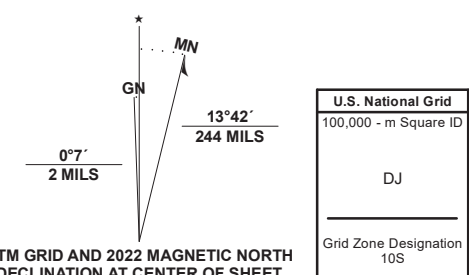 ★
MN
GN
13°42´
244 MILS
0°7´
2 MILS
TM GRID AND 2022 MAGNETIC NORTH
DECLINATION AT CENTER OF SHEET
U.S. National Grid
100,000 - m Square ID
DJ
Grid Zone Designation
10S